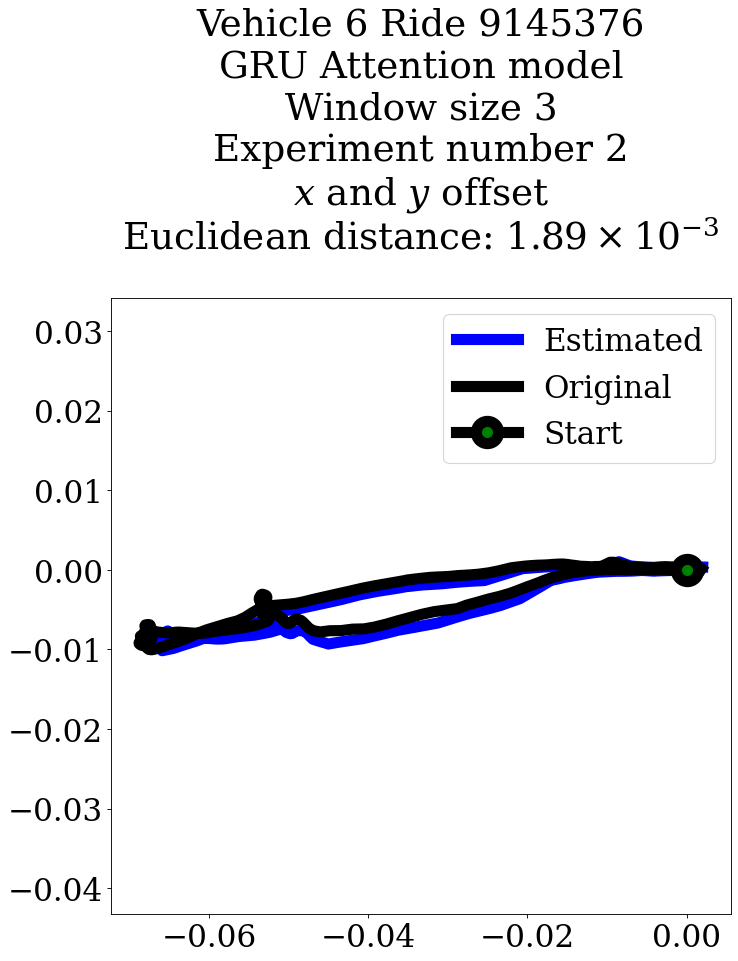 Vehicle 6 Ride 9145376
GRU Attention model
Window size 3
Experiment number 2
x and y offset
Euclidean distance: 1.89 × 10⁻³
Estimated
Original
Start
0.03
0.02
0.01
0.00
−0.01
−0.02
−0.03
−0.04
−0.06
−0.04
−0.02
0.00